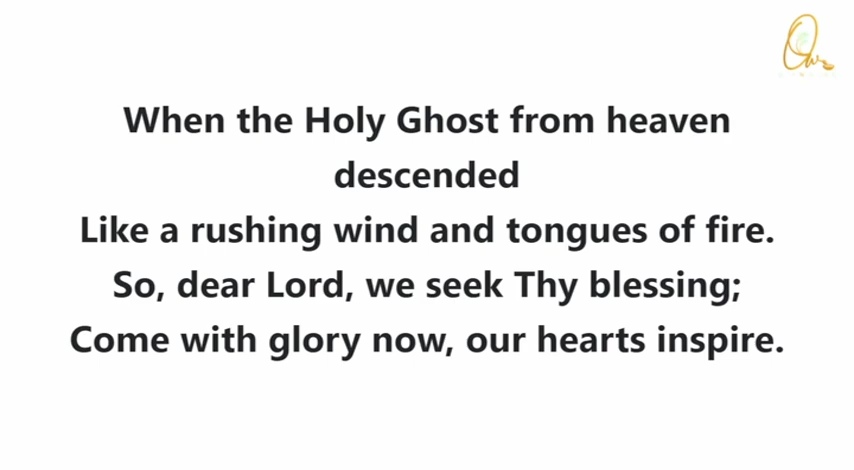 When the Holy Ghost from heaven
descended
Like a rushing wind and tongues of fire.
So, dear Lord, we seek Thy blessing;
Come with glory now, our hearts inspire.